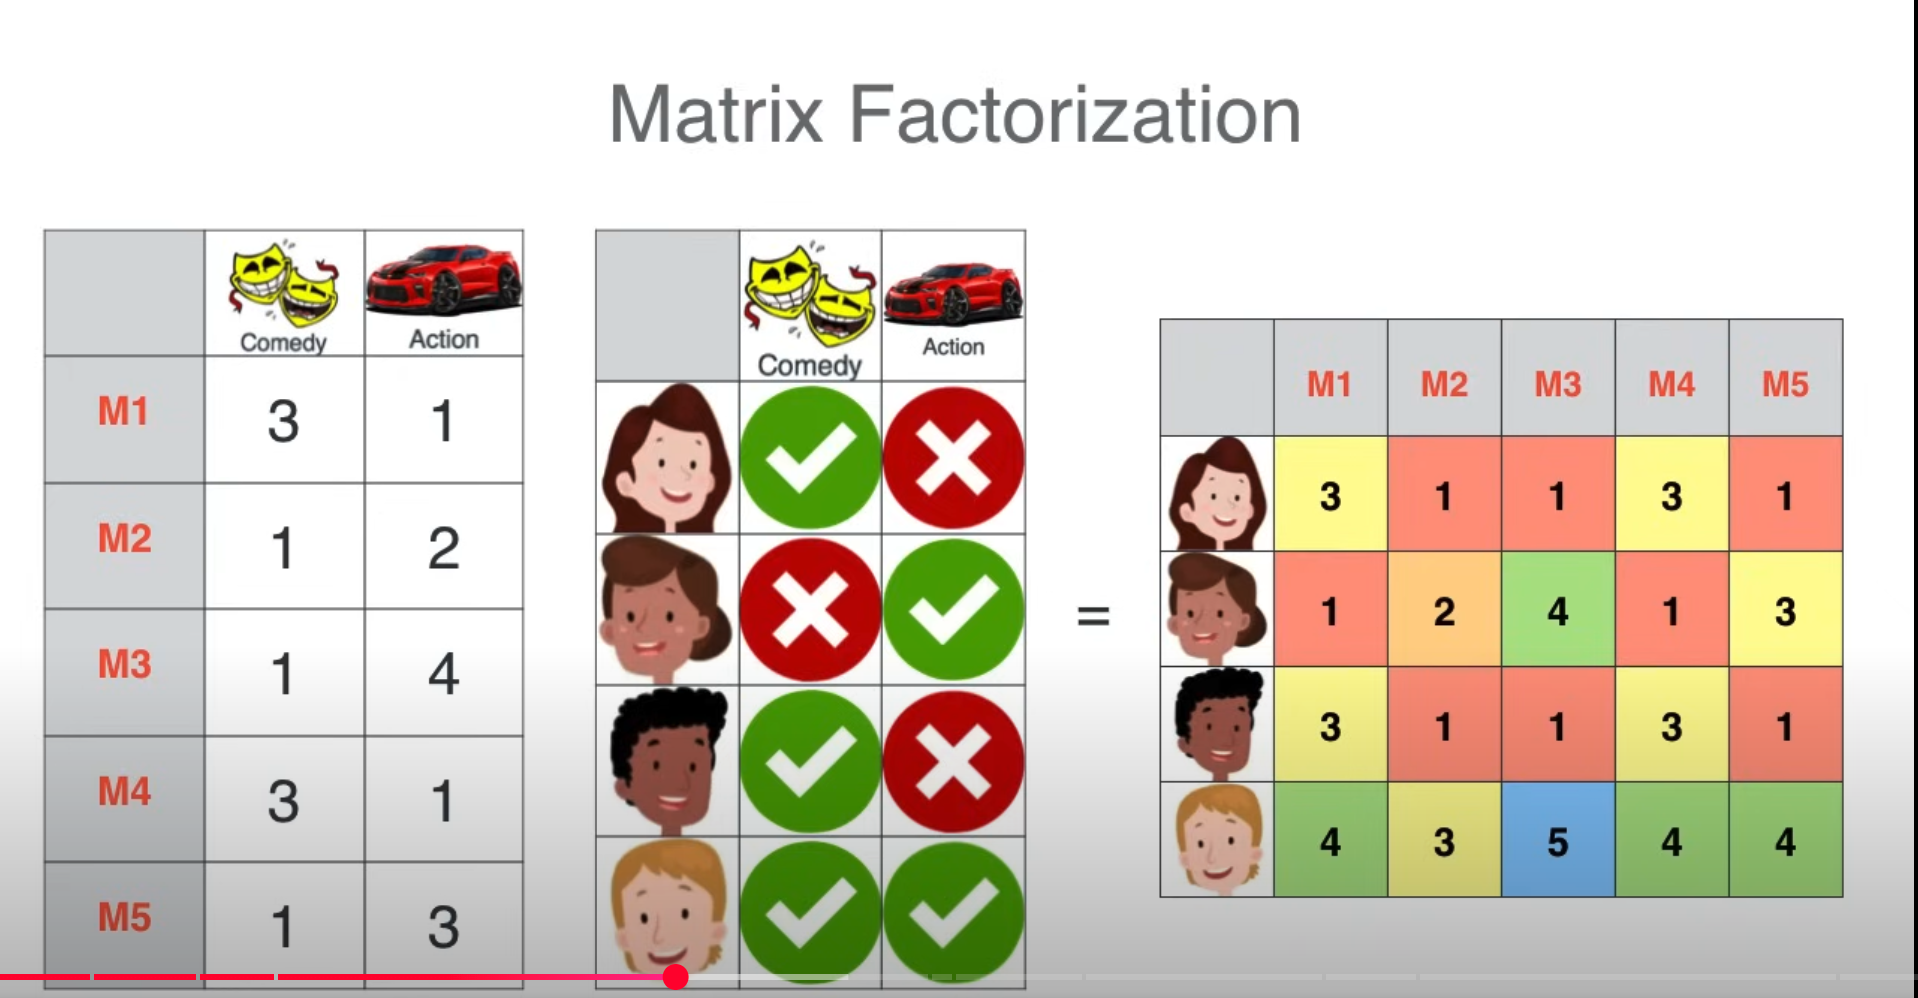 Matrix Factorization
Comedy Action
M1 3 1
M2 1 2
M3 1 4
M4 3 1
M5 1 3
Comedy Action
=
M1 M2 M3 M4 M5
3 1 1 3 1
1 2 4 1 3
3 1 1 3 1
4 3 5 4 4